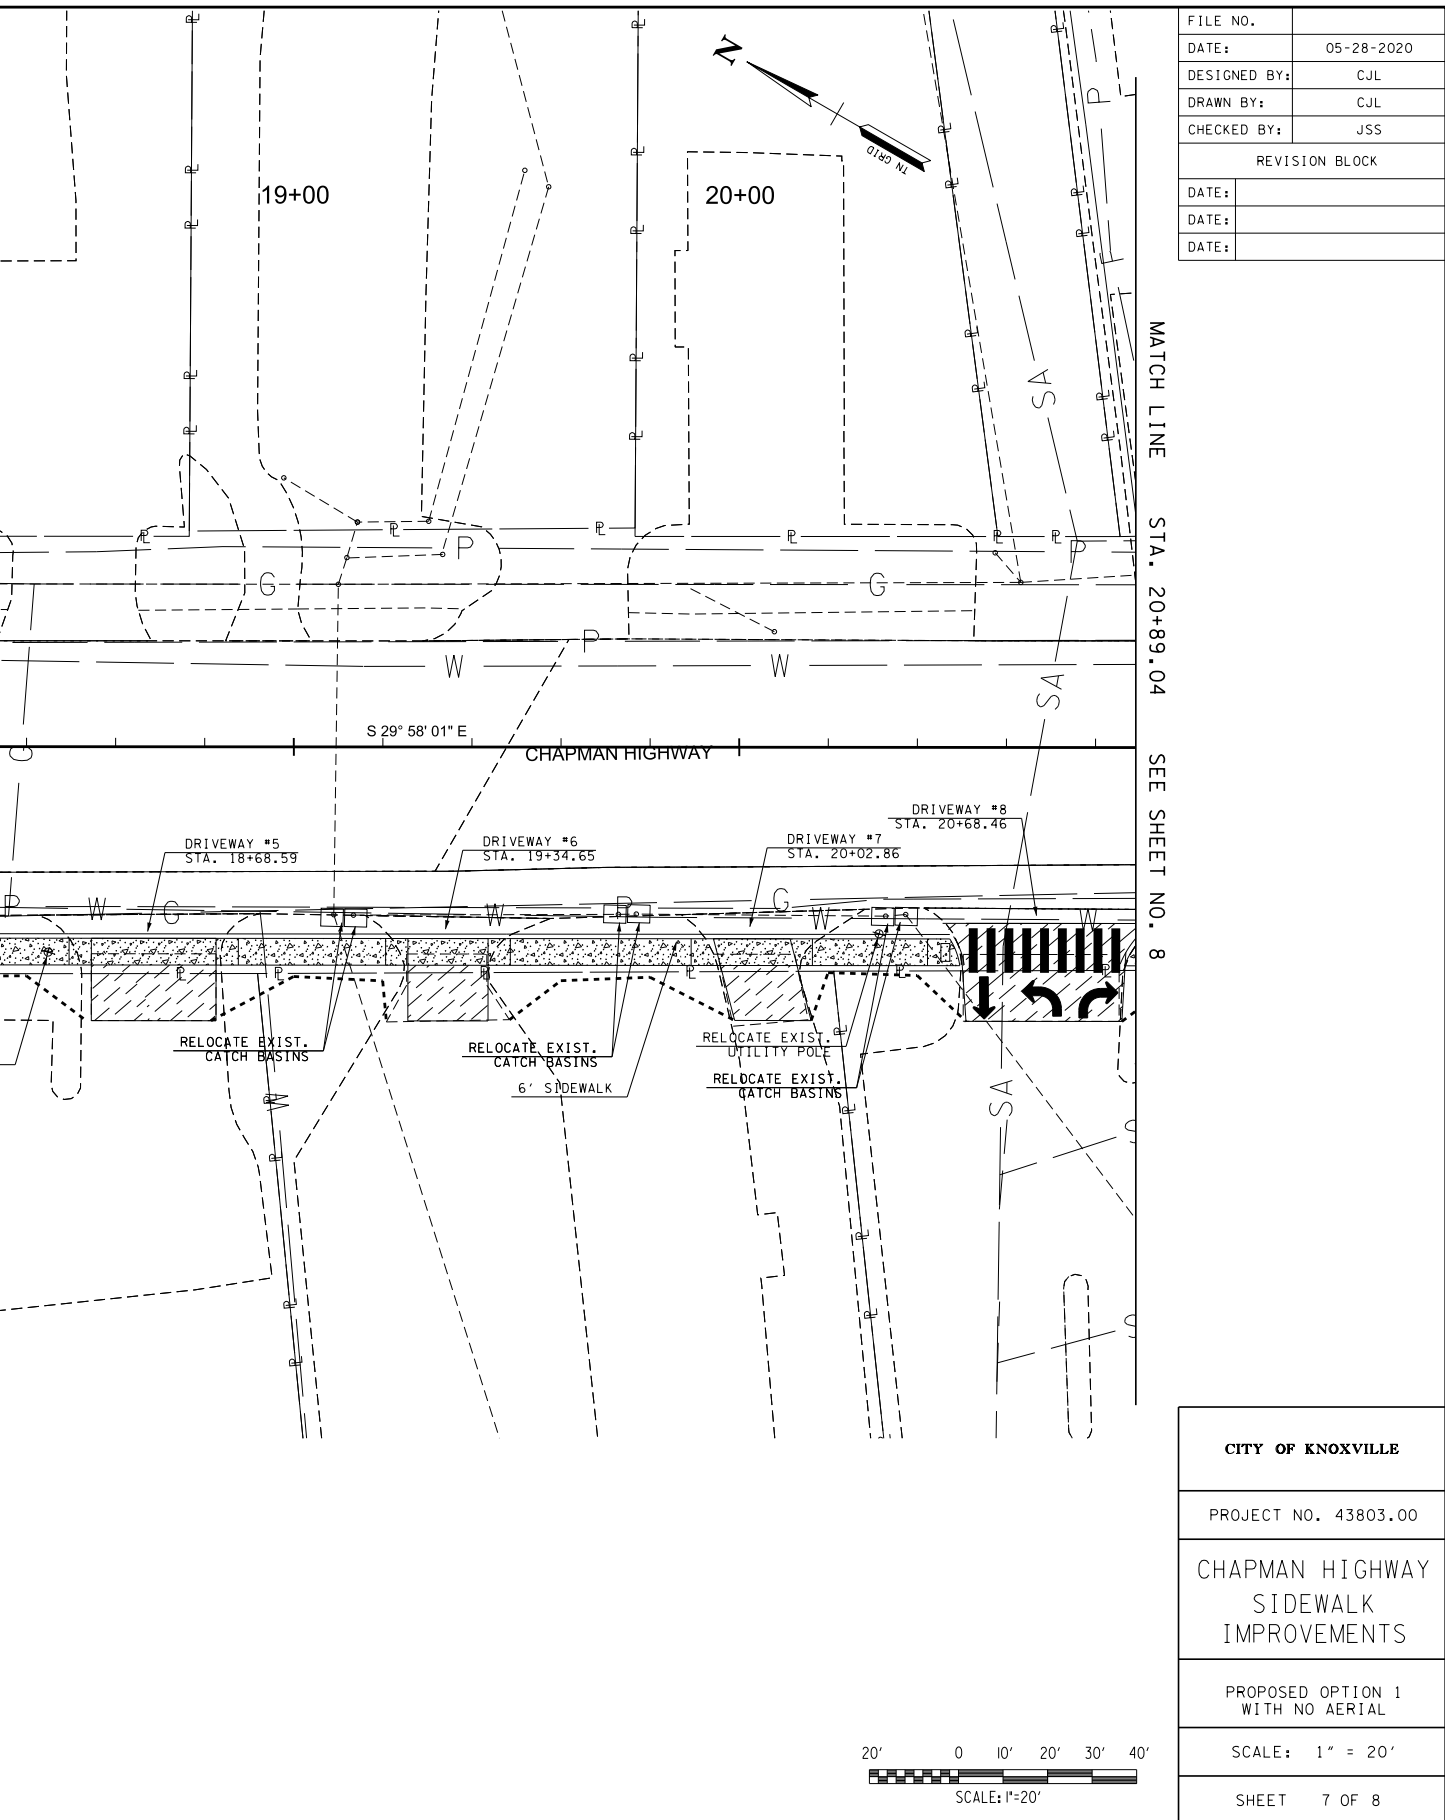 FILE NO.
DATE: 05-28-2020
DESIGNED BY: CJL
DRAWN BY: CJL
CHECKED BY: JSS
REVISION BLOCK
DATE:
DATE:
DATE:
N
TN GRID
19+00
20+00
MATCH LINE STA. 20+89.04 SEE SHEET NO. 8
P
P
SA
P
P
G
G
P
W
W
SA
S 29° 58' 01" E
CHAPMAN HIGHWAY
G
DRIVEWAY #5
STA. 18+68.59
DRIVEWAY #6
STA. 19+34.65
DRIVEWAY #7
STA. 20+02.86
DRIVEWAY #8
STA. 20+68.46
P
W
G
W
P
G
W
W
RELOCATE EXIST.
CATCH BASINS
RELOCATE EXIST.
CATCH BASINS
6' SIDEWALK
RELOCATE EXIST.
UTILITY POLE
RELOCATE EXIST.
CATCH BASINS
W
SA
S
S
CITY OF KNOXVILLE
PROJECT NO. 43803.00
CHAPMAN HIGHWAY
SIDEWALK
IMPROVEMENTS
PROPOSED OPTION 1
WITH NO AERIAL
SCALE: 1" = 20'
SHEET 7 OF 8
20' 0 10' 20' 30' 40'
SCALE: 1"=20'